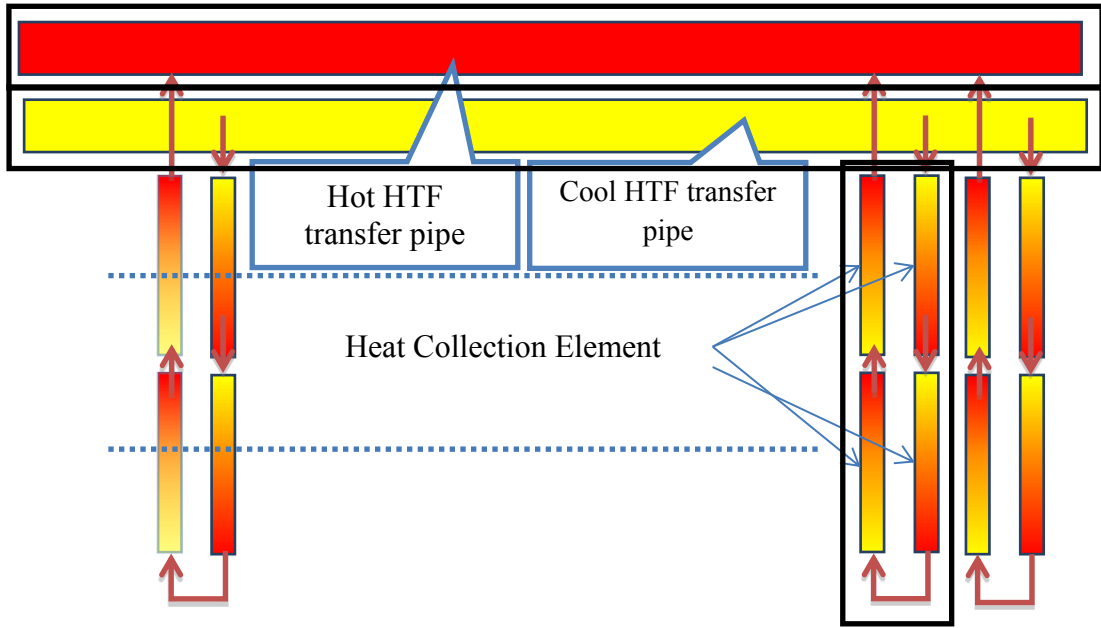 Hot HTF
transfer pipe
Cool HTF transfer
pipe
Heat Collection Element